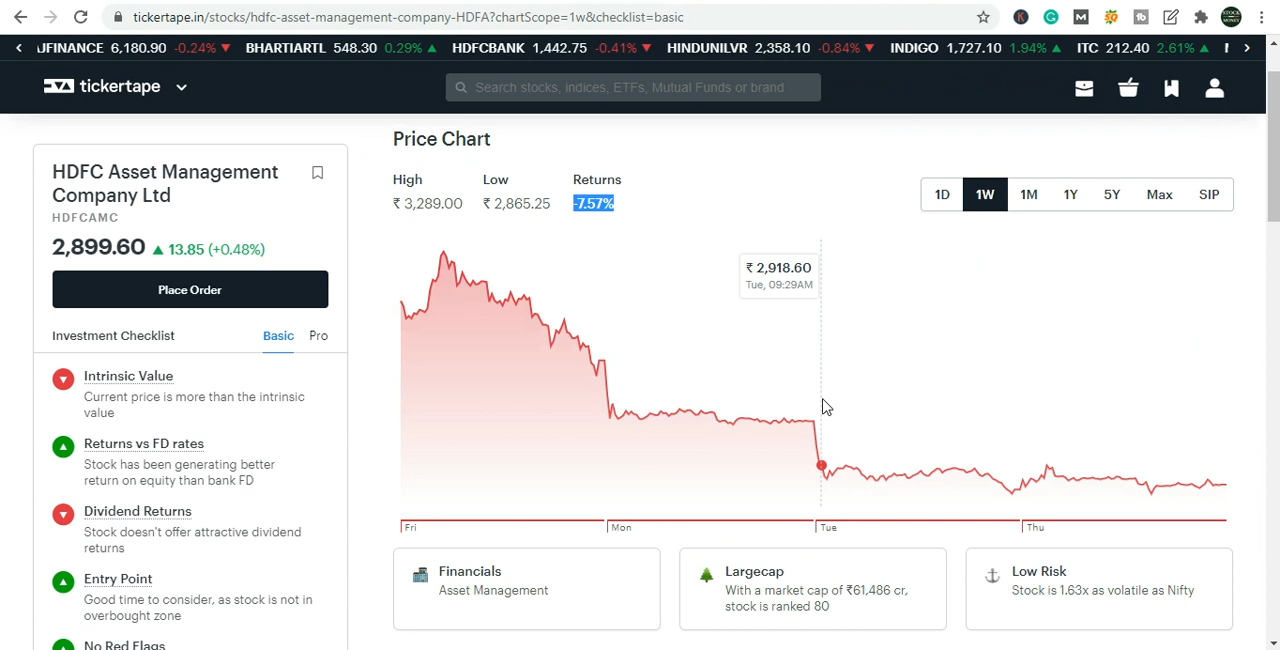 tickertape.in/stocks/hdfc-asset-management-company-HDFA?chartScope=1w&checklist=basic
JFINANCE 6,180.90 -0.24% ▼ BHARTIARTL 548.30 0.29% ▲ HDFCBANK 1,442.75 -0.41% ▼ HINDUNILVR 2,358.10 -0.84% ▼ INDIGO 1,727.10 1.94% ▲ ITC 212.40 2.61% ▲
tickertape
Search stocks, indices, ETFs, Mutual Funds or brand
HDFC Asset Management
Company Ltd
HDFCAMC
2,899.60 ▲ 13.85 (+0.48%)
Place Order
Investment Checklist Basic Pro
Intrinsic Value
Current price is more than the intrinsic
value
Returns vs FD rates
Stock has been generating better
return on equity than bank FD
Dividend Returns
Stock doesn't offer attractive dividend
returns
Entry Point
Good time to consider, as stock is not in
overbought zone
No Red Flags
Price Chart
High Low Returns
₹ 3,289.00 ₹ 2,865.25 -7.57%
1D 1W 1M 1Y 5Y Max SIP
₹ 2,918.60
Tue, 09:29AM
Fri Mon Tue Thu
Financials
Asset Management
Largecap
With a market cap of ₹61,486 cr,
stock is ranked 80
Low Risk
Stock is 1.63x as volatile as Nifty